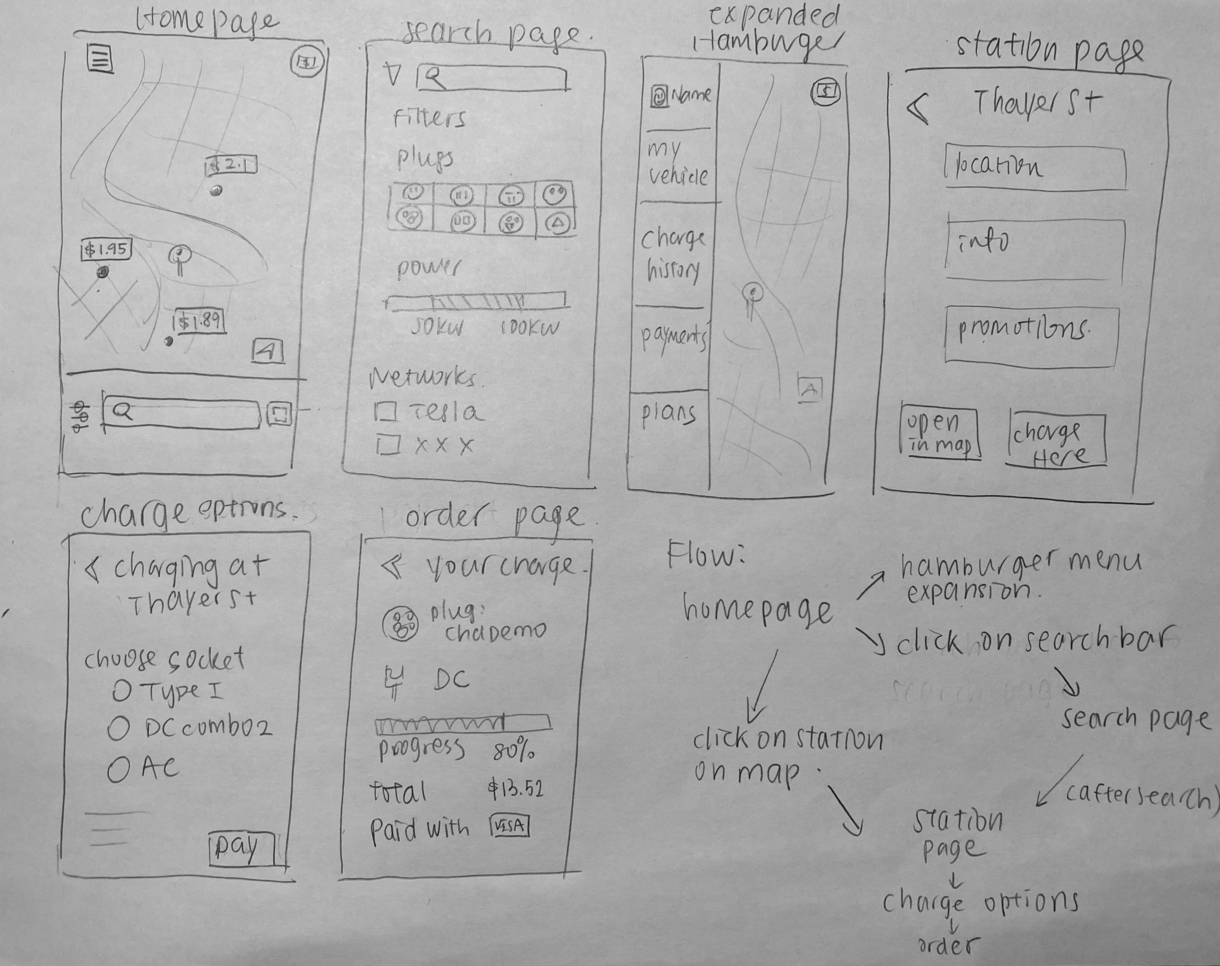 Homepage
$
$2.1
$1.95
$1.89
search page.
Filters
plugs
power
50KW 100KW
Networks.
Tesla
x x x
expanded
Hamburger
Name
my
vehicle
charge
history
payments
plans
$
A
station page
Thayer St
location
info
promotions.
open
in map
charge
Here
charge options.
charging at
Thayer St
choose socket
Type I
DC combo2
AC
pay
order page.
your charge.
plug:
chademo
DC
progress 80%
total $13.52
paid with VISA
Flow:
homepage
hamburger menu
expansion.
click on search bar
search page
(after search)
click on station
on map.
station
page
charge options
order